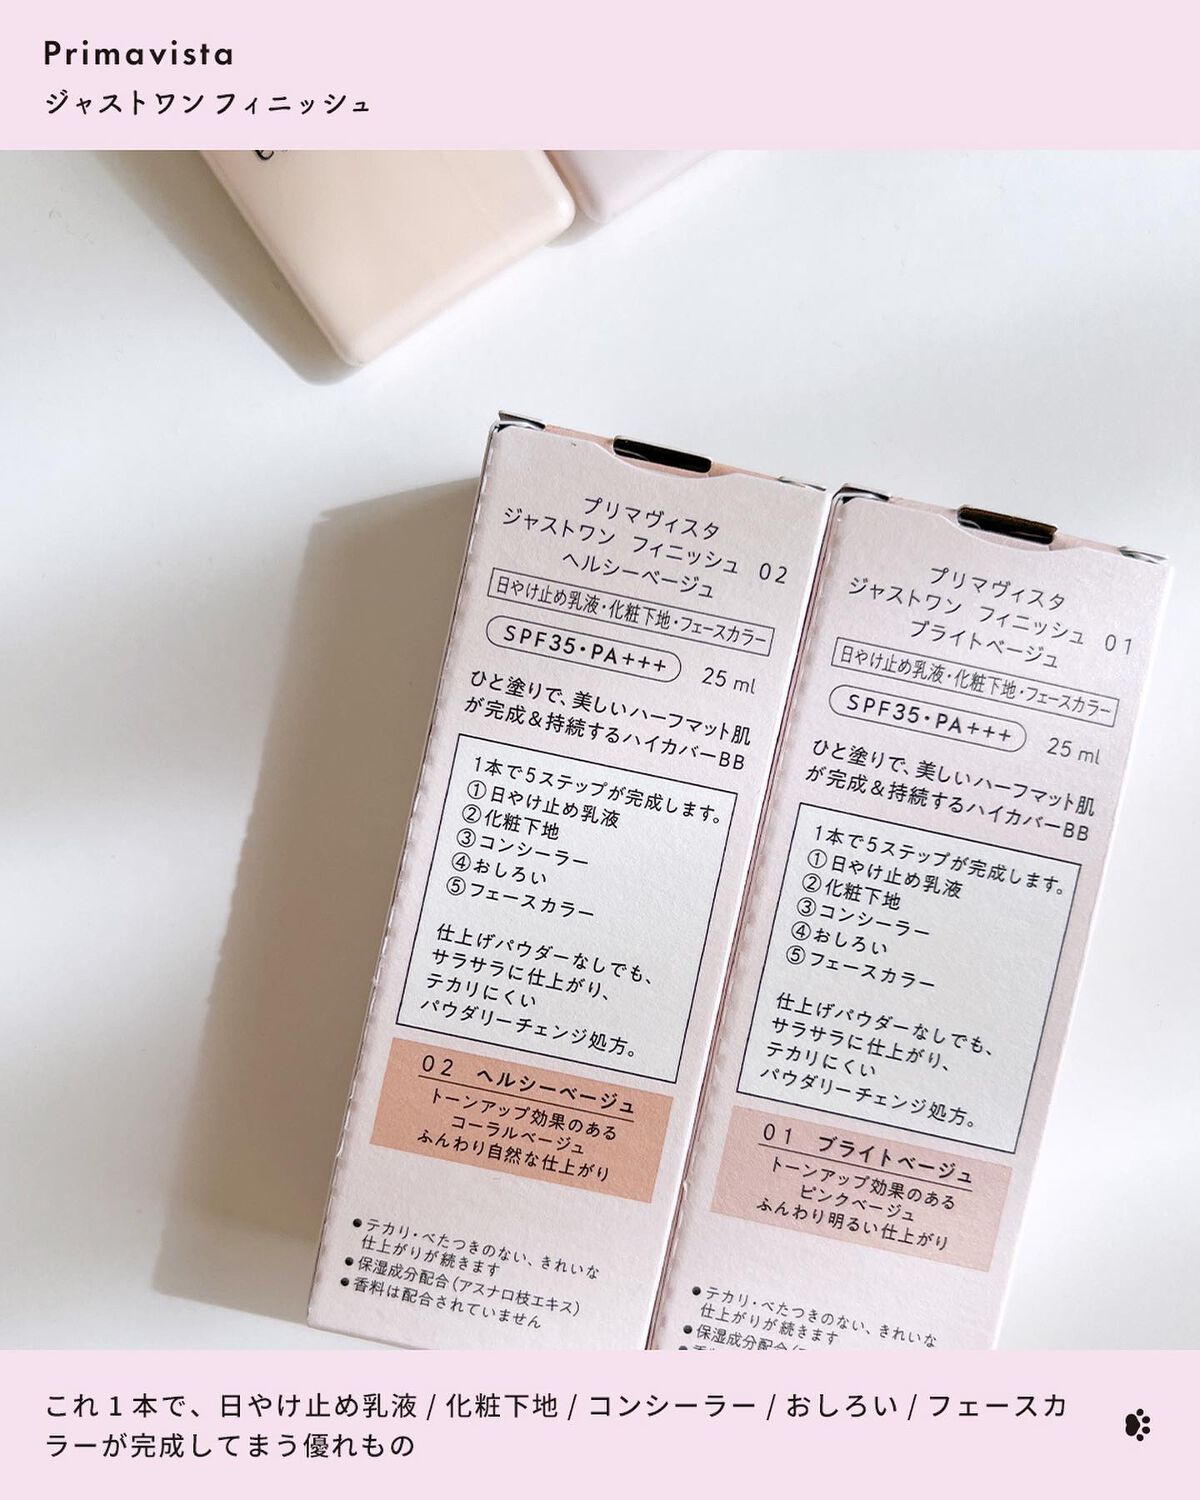 Primavista
ジャストワン フィニッシュ
プリマヴィスタ
ジャストワン フィニッシュ 02
ヘルシーベージュ
日やけ止め乳液・化粧下地・フェースカラー
SPF35・PA+++ 25 ml
ひと塗りで、美しいハーフマット肌
が完成＆持続するハイカバーBB
1本で5ステップが完成します。
①日やけ止め乳液
②化粧下地
③コンシーラー
④おしろい
⑤フェースカラー
仕上げパウダーなしでも、
サラサラに仕上がり、
テカリにくい
パウダリーチェンジ処方。
02 ヘルシーベージュ
トーンアップ効果のある
コーラルベージュ
ふんわり自然な仕上がり
●テカリ・べたつきのない、きれいな
仕上がりが続きます
●保湿成分配合（アスナロ枝エキス）
●香料は配合されていません
プリマヴィスタ
ジャストワン フィニッシュ 01
ブライトベージュ
日やけ止め乳液・化粧下地・フェースカラー
SPF35・PA+++ 25 ml
ひと塗りで、美しいハーフマット肌
が完成＆持続するハイカバーBB
1本で5ステップが完成します。
①日やけ止め乳液
②化粧下地
③コンシーラー
④おしろい
⑤フェースカラー
仕上げパウダーなしでも、
サラサラに仕上がり、
テカリにくい
パウダリーチェンジ処方。
01 ブライトベージュ
トーンアップ効果のある
ピンクベージュ
ふんわり明るい仕上がり
●テカリ・べたつきのない、きれいな
仕上がりが続きます
●保湿成分配合
これ1本で、日やけ止め乳液 / 化粧下地 / コンシーラー / おしろい / フェースカ
ラーが完成してまう優れもの